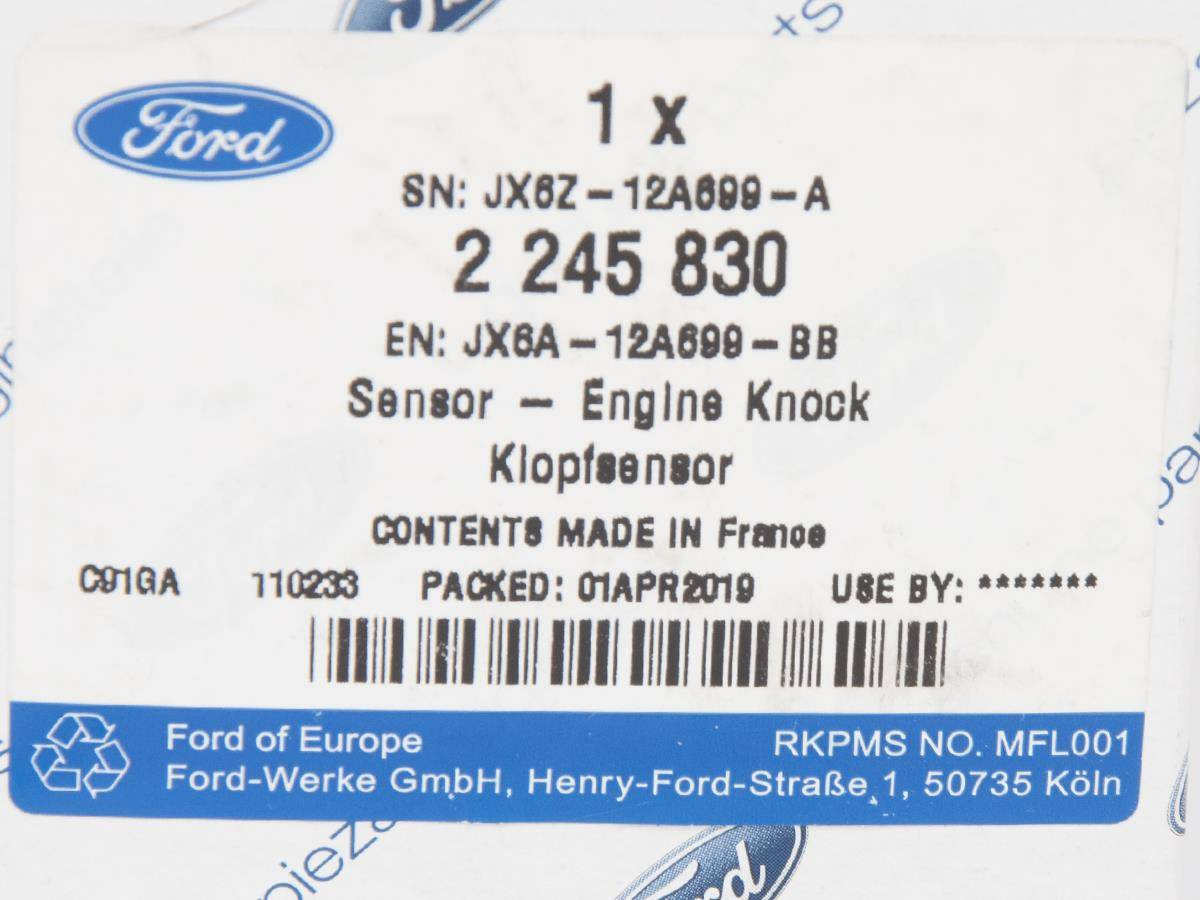 Ford
1 x
SN: JX6Z-12A699-A
2 245 830
EN: JX6A-12A699-BB
Sensor - Engine Knock
Klopfsensor
CONTENTS MADE IN France
C91GA 110233 PACKED: 01APR2019 USE BY: *******
Ford of Europe
RKPMS NO. MFL001
Ford-Werke GmbH, Henry-Ford-Straße 1, 50735 Köln
Ford